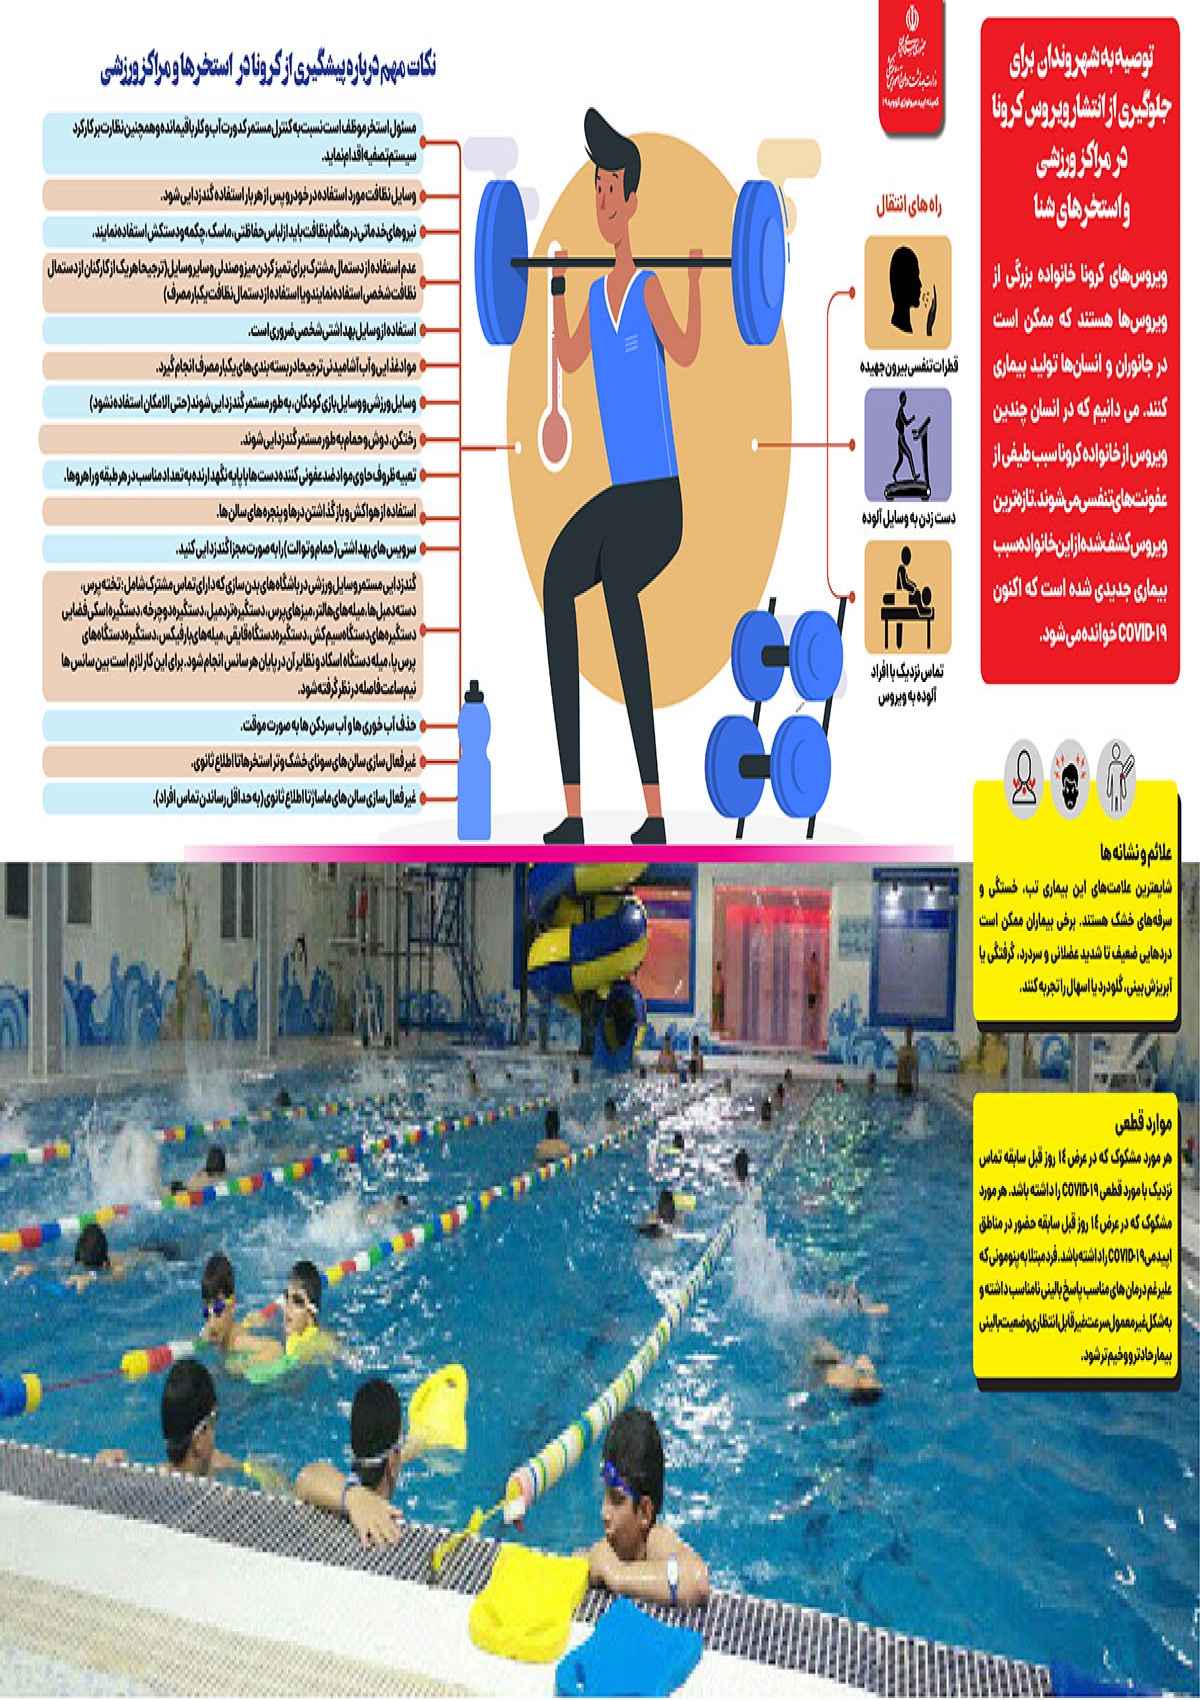 توصیه به شهروندان برای
جلوگیری از انتشار ویروس کرونا
در مراکز ورزشی
و استخرهای شنا
ویروس‌های کرونا خانواده بزرگی از
ویروس‌ها هستند که ممکن است
در جانوران و انسان‌ها تولید بیماری
کنند. می دانیم که در انسان چندین
ویروس از خانواده کرونا سبب طیفی از
عفونت‌های تنفسی می‌شوند. تازه‌ترین
ویروس کشف شده از این خانواده سبب
بیماری جدیدی شده است که اکنون
COVID-۱۹ خوانده می‌شود.
کمیته اپیدمیولوژی کووید ۱۹
راه های انتقال
قطرات تنفسی بیرون جهیده
دست زدن به وسایل آلوده
تماس نزدیک با افراد
آلوده به ویروس
نکات مهم درباره پیشگیری از کرونا در استخرها و مراکز ورزشی
مسئول استخر موظف است نسبت به کنترل مستمر کدورت آب و کلر باقیمانده و همچنین نظارت بر کارکرد
سیستم تصفیه اقدام نماید.
وسایل نظافت مورد استفاده در خودرو پس از هر بار استفاده گندزدایی شود.
نیروهای خدماتی در هنگام نظافت باید از لباس حفاظتی، ماسک، چکمه و دستکش استفاده نمایند.
عدم استفاده از دستمال مشترک برای تمیز کردن میز و صندلی و سایر وسایل (ترجیحا هر یک از کارکنان از دستمال
نظافت شخصی استفاده نمایند و یا استفاده از دستمال نظافت یکبار مصرف)
استفاده از وسایل بهداشتی شخصی ضروری است.
مواد غذایی و آب آشامیدنی ترجیحا در بسته بندی های یکبار مصرف انجام گیرد.
وسایل ورزشی و وسایل بازی کودکان، به طور مستمر گندزدایی شوند (حتی الامکان استفاده نشود)
رختکن، دوش و حمام به طور مستمر گندزدایی شوند.
تعبیه ظروف حاوی مواد ضدعفونی کننده دست ها با پایه نگهدارنده به تعداد مناسب در هر طبقه و راهروها.
استفاده از هواکش و باز گذاشتن درها و پنجره های سالن ها.
سرویس های بهداشتی (حمام و توالت) را به صورت مجزا گندزدایی کنید.
گندزدایی مستمر وسایل ورزشی در باشگاه های بدن سازی که دارای تماس مشترک شامل: تخته پرس،
دسته دمبل ها، میله های هالتر، میزهای پرس، دستگیره تردمیل، دستگیره دوچرخه، دستگیره اسکی فضایی
دستگیره های دستگاه سیم کش، دستگیره دستگاه قایقی، میله های بارفیکس، دستگیره دستگاه های
پرس پا، میله دستگاه اسکاد و نظایر آن در پایان هر سانس انجام شود. برای این کار لازم است بین سانس ها
نیم ساعت فاصله در نظر گرفته شود.
حذف آب خوری ها و آب سردکن ها به صورت موقت.
غیر فعال سازی سالن های سونای خشک و تر استخرها تا اطلاع ثانوی.
غیر فعال سازی سالن های ماساژ تا اطلاع ثانوی (به حداقل رساندن تماس افراد).
علائم و نشانه ها
شایعترین علامت‌های این بیماری تب، خستگی و
سرفه‌های خشک هستند. برخی بیماران ممکن است
دردهایی ضعیف تا شدید عضلانی و سردرد، گرفتگی یا
آبریزش بینی، گلودرد یا اسهال را تجربه کنند.
موارد قطعی
هر مورد مشکوک که در عرض ۱۴ روز قبل سابقه تماس
نزدیک با مورد قطعی COVID-۱۹ را داشته باشد. هر مورد
مشکوک که در عرض ۱۴ روز قبل سابقه حضور در مناطق
اپیدمی COVID-۱۹ را داشته باشد. فرد مبتلا به پنومونی که
علیرغم درمان های مناسب پاسخ بالینی نامناسب داشته و
به شکل غیر معمول سرعت غیر قابل انتظاری وضعیت بالینی
بیمار حادتر و وخیم تر شود.